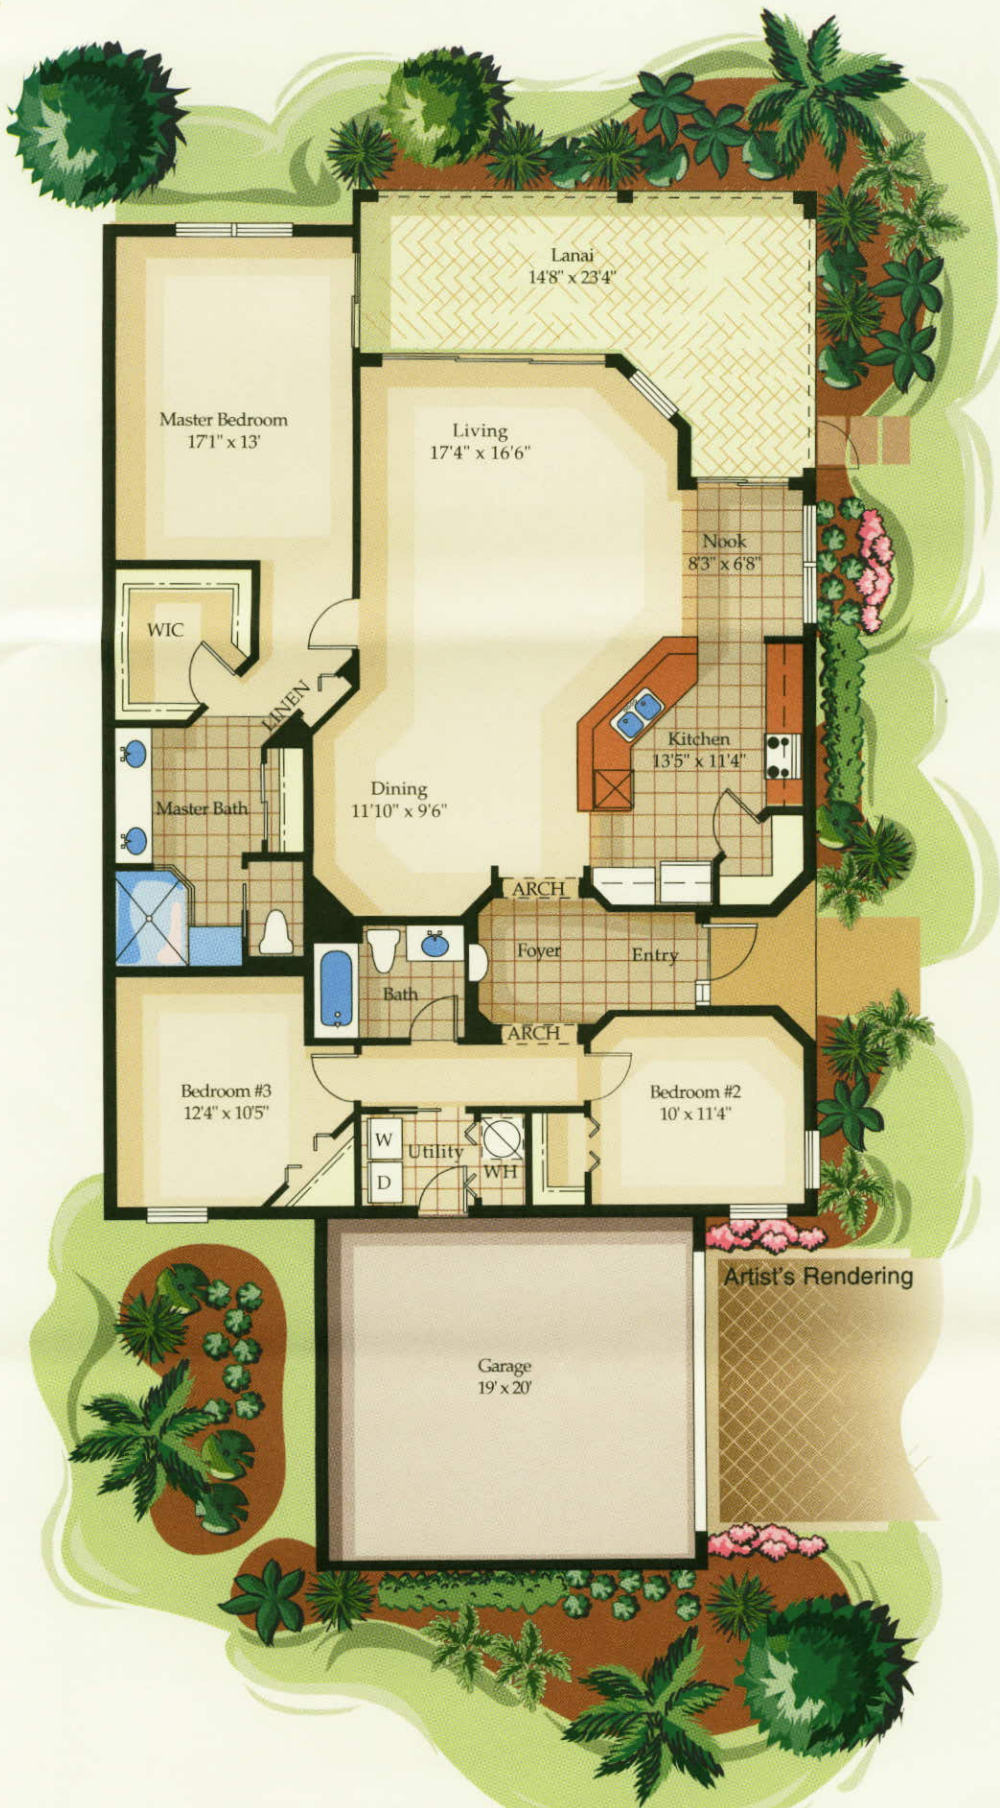 Lanai
14'8" x 23'4"
Master Bedroom
17'1" x 13'
Living
17'4" x 16'6"
Nook
8'3" x 6'8"
WIC
LINEN
Kitchen
13'5" x 11'4"
Dining
11'10" x 9'6"
Master Bath
ARCH
Foyer
Entry
Bath
ARCH
Bedroom #3
12'4" x 10'5"
Bedroom #2
10' x 11'4"
W
Utility
D
WH
Artist's Rendering
Garage
19' x 20'